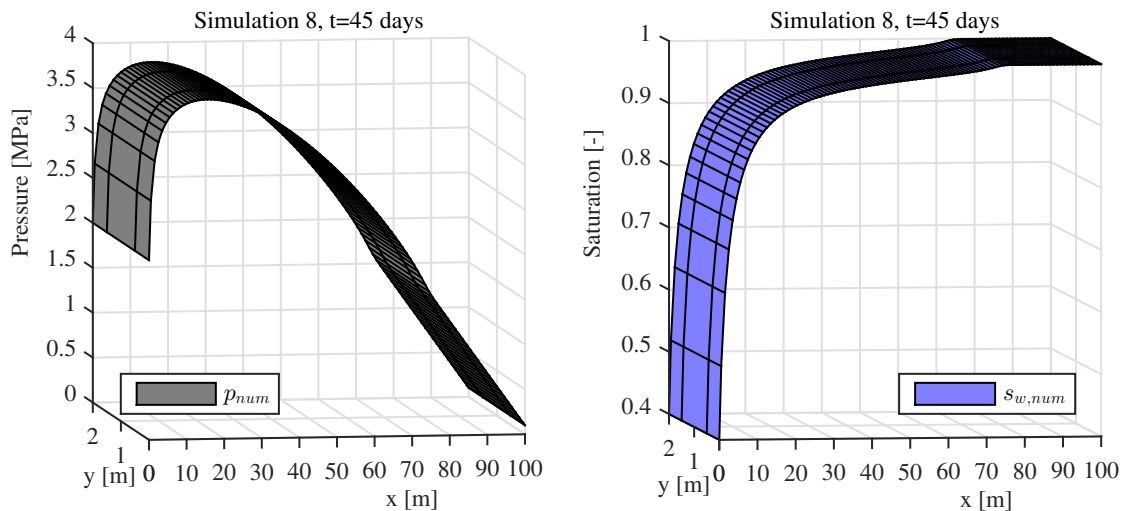 Simulation 8, t=45 days
Pressure [MPa]
4
3.5
3
2.5
2
1.5
1
0.5
0
p_num
2
1
0
y [m]
0 10 20 30 40 50 60 70 80 90 100
x [m]
Simulation 8, t=45 days
Saturation [-]
1
0.9
0.8
0.7
0.6
0.5
0.4
s_w,num
2
1
0
y [m]
0 10 20 30 40 50 60 70 80 90 100
x [m]